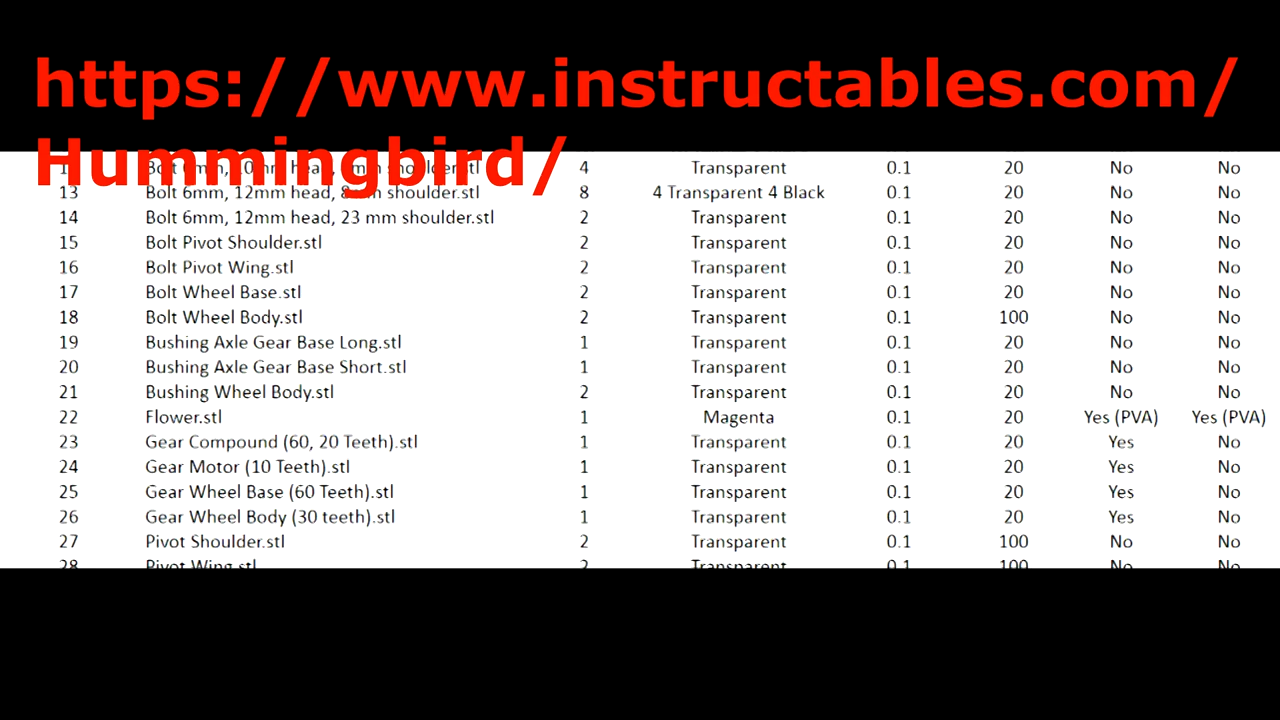 https://www.instructables.com/
Hummingbird/
4 Transparent 0.1 20 No No
13 Bolt 6mm, 12mm head, shoulder.stl 8 4 Transparent 4 Black 0.1 20 No No
14 Bolt 6mm, 12mm head, 23 mm shoulder.stl 2 Transparent 0.1 20 No No
15 Bolt Pivot Shoulder.stl 2 Transparent 0.1 20 No No
16 Bolt Pivot Wing.stl 2 Transparent 0.1 20 No No
17 Bolt Wheel Base.stl 2 Transparent 0.1 20 No No
18 Bolt Wheel Body.stl 2 Transparent 0.1 100 No No
19 Bushing Axle Gear Base Long.stl 1 Transparent 0.1 20 No No
20 Bushing Axle Gear Base Short.stl 1 Transparent 0.1 20 No No
21 Bushing Wheel Body.stl 2 Transparent 0.1 20 No No
22 Flower.stl 1 Magenta 0.1 20 Yes (PVA) Yes (PVA)
23 Gear Compound (60, 20 Teeth).stl 1 Transparent 0.1 20 Yes No
24 Gear Motor (10 Teeth).stl 1 Transparent 0.1 20 Yes No
25 Gear Wheel Base (60 Teeth).stl 1 Transparent 0.1 20 Yes No
26 Gear Wheel Body (30 teeth).stl 1 Transparent 0.1 20 Yes No
27 Pivot Shoulder.stl 2 Transparent 0.1 100 No No
28 Pivot Wing.stl 2 Transparent 0.1 100 No No